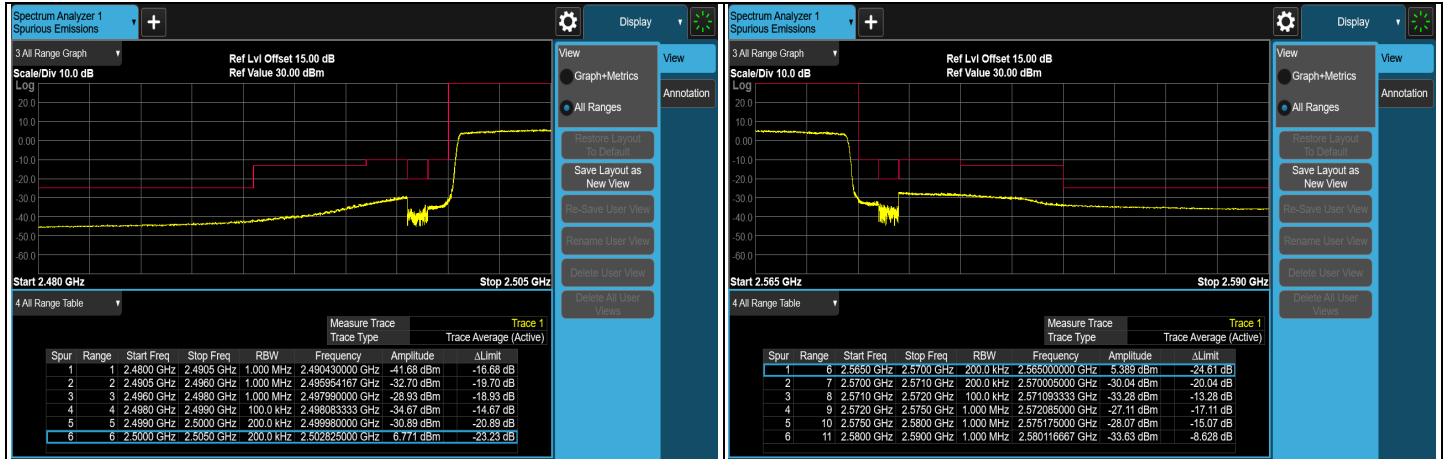 Spectrum Analyzer 1
Spurious Emissions
+
Display
3 All Range Graph
Ref Lvl Offset 15.00 dB
Scale/Div 10.0 dB
Ref Value 30.00 dBm
Log
20.0
10.0
0.00
-10.0
-20.0
-30.0
-40.0
-50.0
-60.0
Start 2.480 GHz
Stop 2.505 GHz
View
Graph+Metrics
All Ranges
Restore Layout
To Default
Save Layout as
New View
Re-Save User View
Rename User View
Delete User View
Delete All User
Views
View
Annotation
4 All Range Table
Measure Trace Trace 1
Trace Type Trace Average (Active)
Spur Range Start Freq Stop Freq RBW Frequency Amplitude ΔLimit
1 1 2.4800 GHz 2.4905 GHz 1.000 MHz 2.490430000 GHz -41.68 dBm -16.68 dB
2 2 2.4905 GHz 2.4960 GHz 1.000 MHz 2.495954167 GHz -32.70 dBm -19.70 dB
3 3 2.4960 GHz 2.4980 GHz 1.000 MHz 2.497990000 GHz -28.93 dBm -18.93 dB
4 4 2.4980 GHz 2.4990 GHz 100.0 kHz 2.498083333 GHz -34.67 dBm -14.67 dB
5 5 2.4990 GHz 2.5000 GHz 200.0 kHz 2.499980000 GHz -30.89 dBm -20.89 dB
6 6 2.5000 GHz 2.5050 GHz 200.0 kHz 2.502825000 GHz 6.771 dBm -23.23 dB
Spectrum Analyzer 1
Spurious Emissions
+
Display
3 All Range Graph
Ref Lvl Offset 15.00 dB
Scale/Div 10.0 dB
Ref Value 30.00 dBm
Log
20.0
10.0
0.00
-10.0
-20.0
-30.0
-40.0
-50.0
-60.0
Start 2.565 GHz
Stop 2.590 GHz
View
Graph+Metrics
All Ranges
Restore Layout
To Default
Save Layout as
New View
Re-Save User View
Rename User View
Delete User View
Delete All User
Views
View
Annotation
4 All Range Table
Measure Trace Trace 1
Trace Type Trace Average (Active)
Spur Range Start Freq Stop Freq RBW Frequency Amplitude ΔLimit
1 6 2.5650 GHz 2.5700 GHz 200.0 kHz 2.565000000 GHz 5.389 dBm -24.61 dB
2 7 2.5700 GHz 2.5710 GHz 200.0 kHz 2.570005000 GHz -30.04 dBm -20.04 dB
3 8 2.5710 GHz 2.5720 GHz 100.0 kHz 2.571093333 GHz -33.28 dBm -13.28 dB
4 9 2.5720 GHz 2.5750 GHz 1.000 MHz 2.572085000 GHz -27.11 dBm -17.11 dB
5 10 2.5750 GHz 2.5800 GHz 1.000 MHz 2.575175000 GHz -28.07 dBm -15.07 dB
6 11 2.5800 GHz 2.5900 GHz 1.000 MHz 2.580116667 GHz -33.63 dBm -8.628 dB